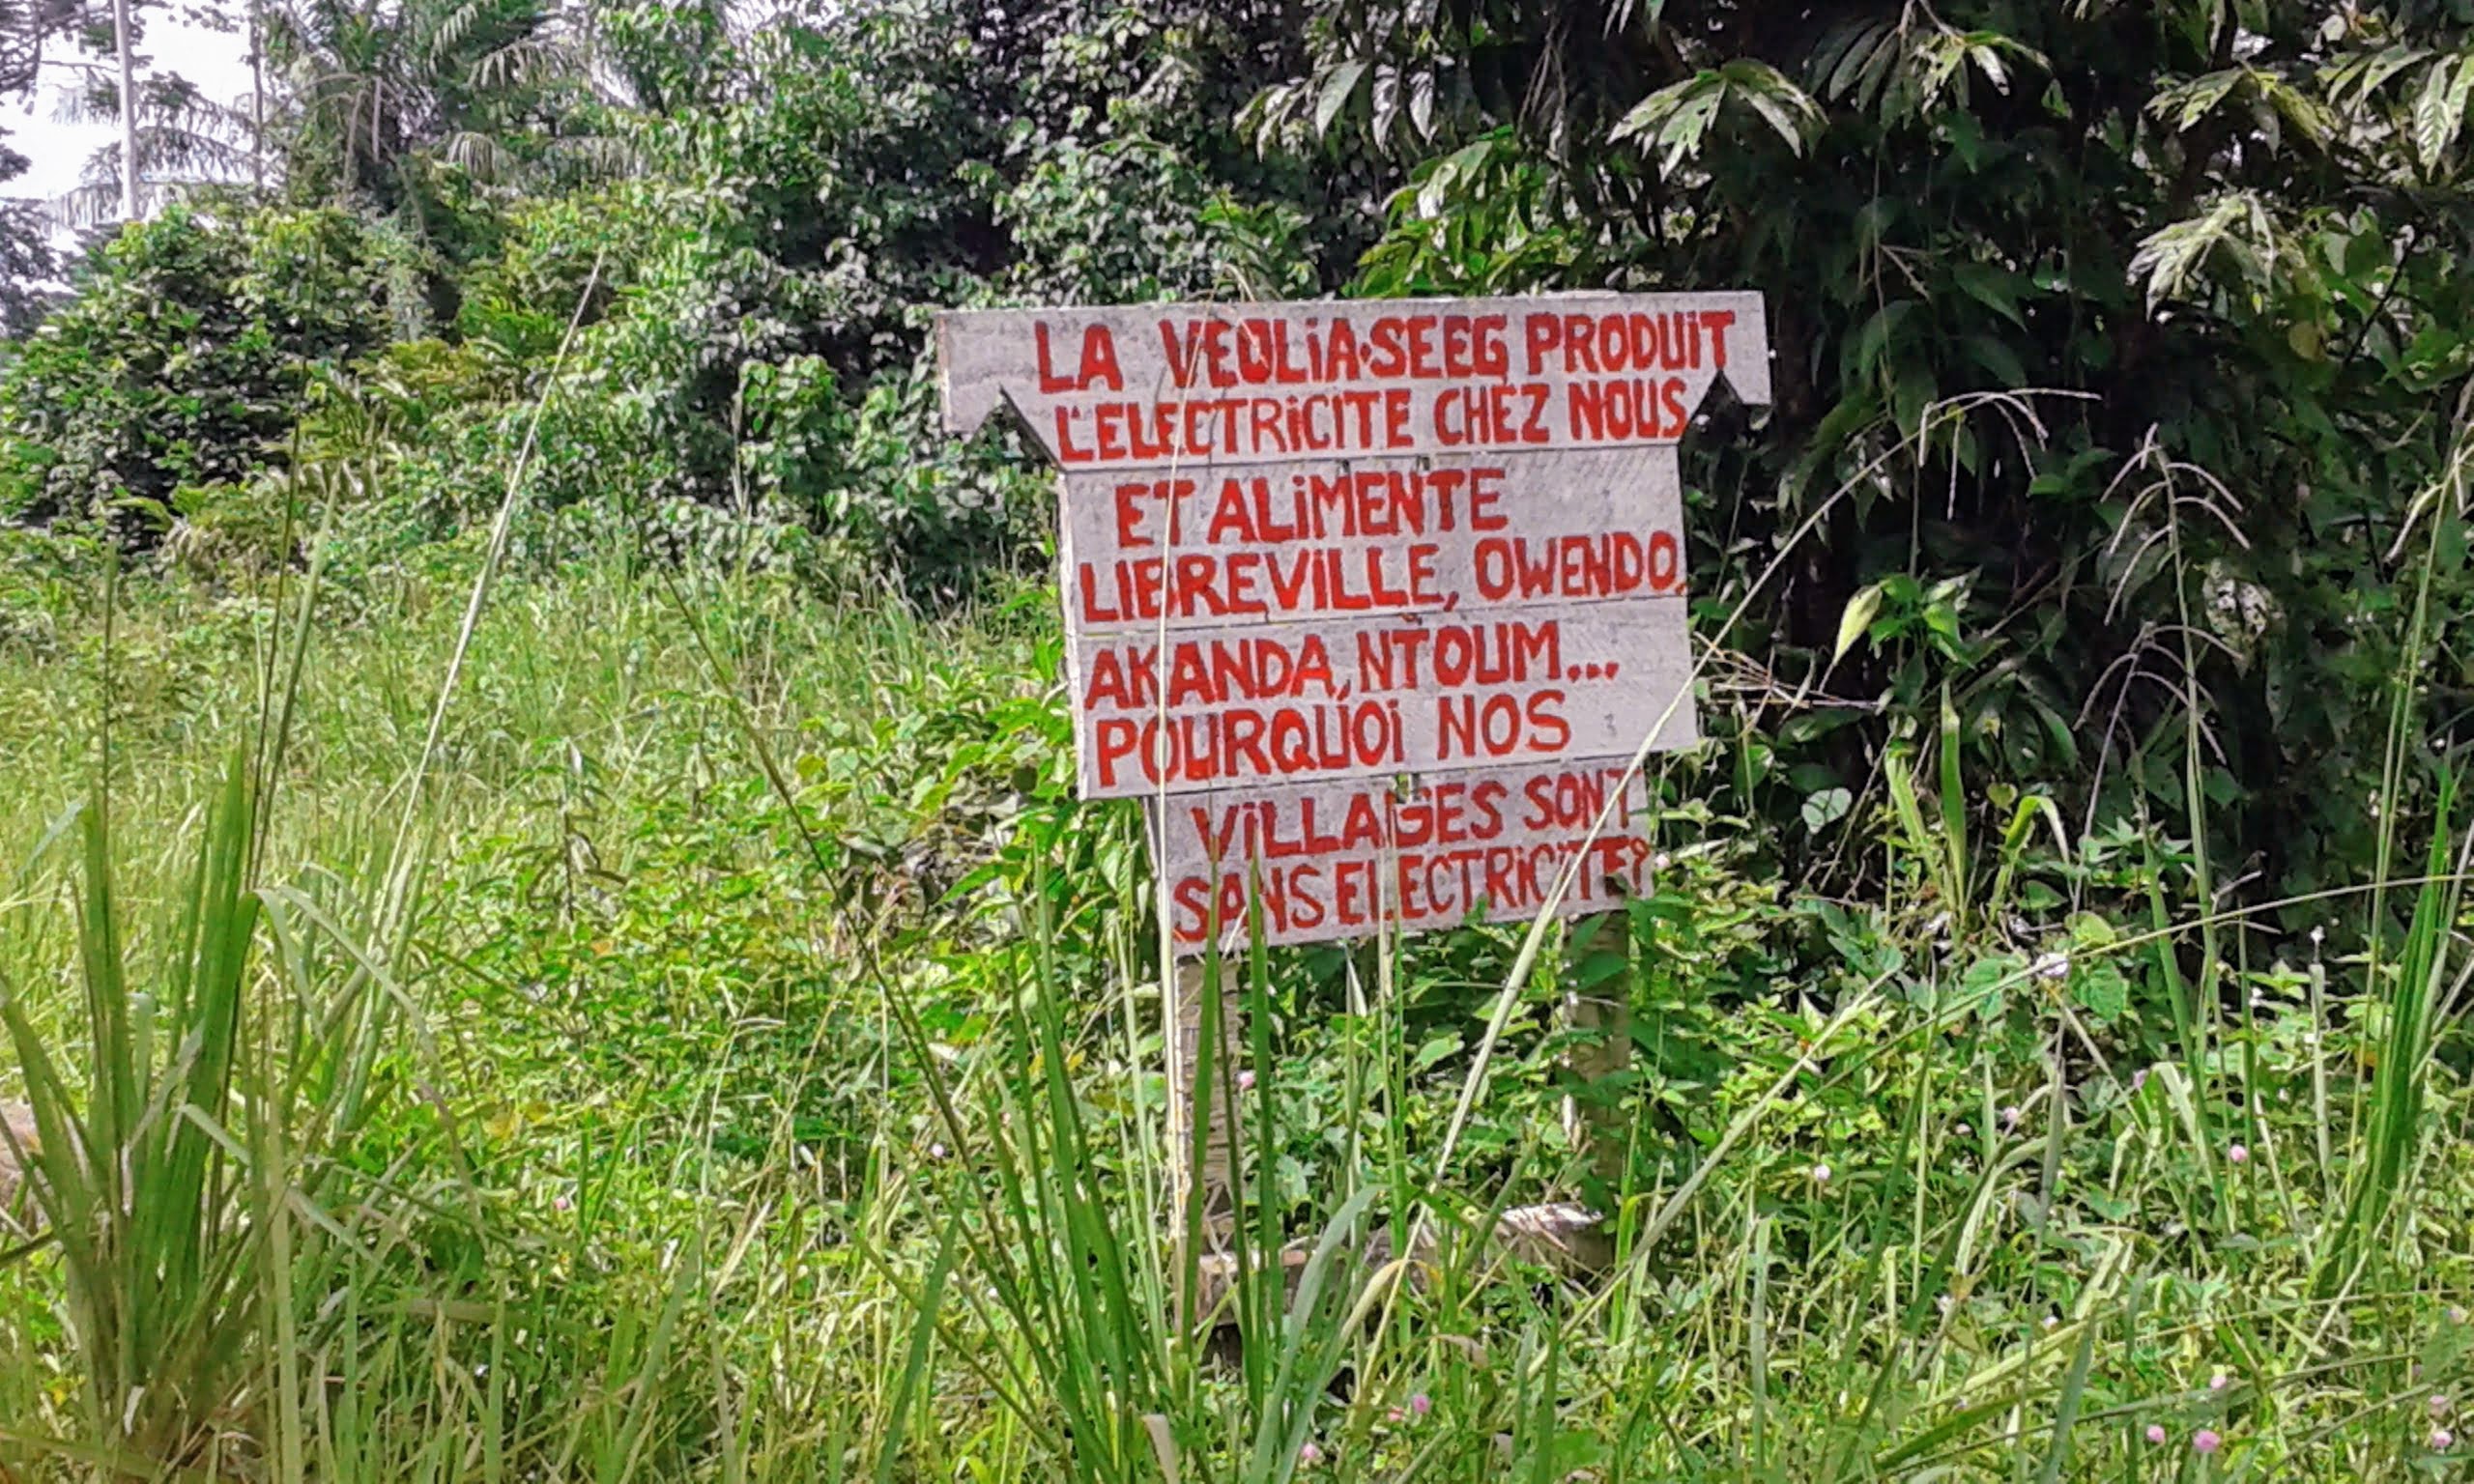 LA VEOLiA-SEEG PRODUiT
L'ELECTRiCiTE CHEZ NOUS
ET ALiMENTE
LIBREViLLE, OWENDO,
AKANDA, NTOUM...
POURQUOi NOS
ViLLAGES SONT
SANS ELECTRiCiTE?